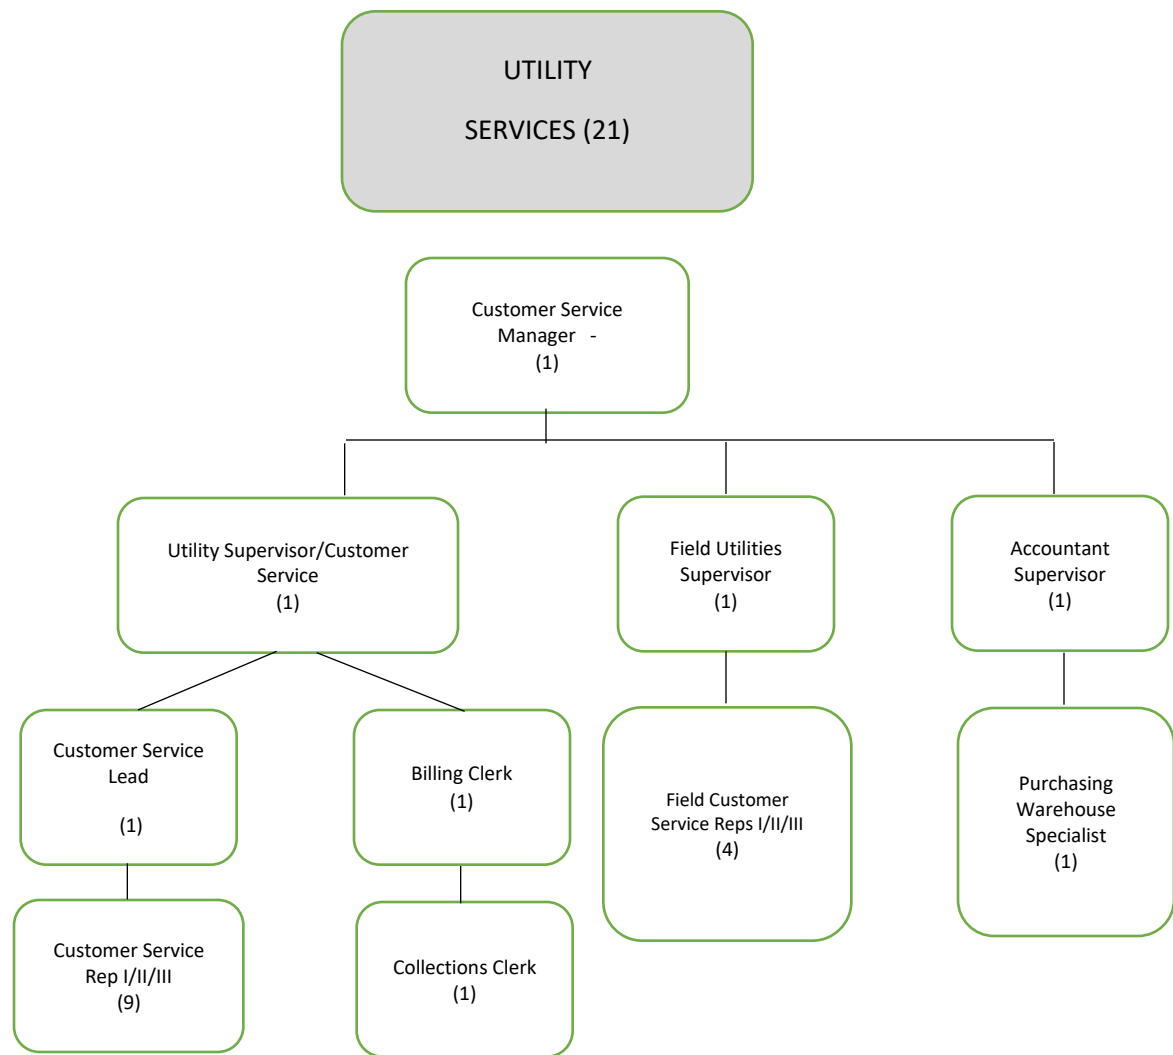 UTILITY
SERVICES (21)
Customer Service
Manager -
(1)
Utility Supervisor/Customer
Service
(1)
Field Utilities
Supervisor
(1)
Accountant
Supervisor
(1)
Customer Service
Lead
(1)
Billing Clerk
(1)
Field Customer
Service Reps I/II/III
(4)
Purchasing
Warehouse
Specialist
(1)
Customer Service
Rep I/II/III
(9)
Collections Clerk
(1)